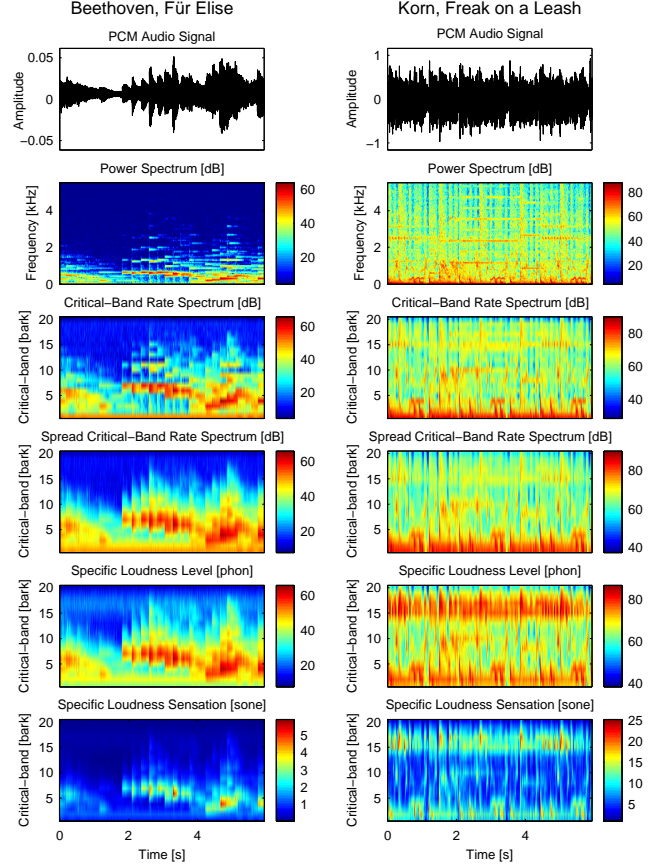 Beethoven, Für Elise
PCM Audio Signal
Amplitude
0.05
0
−0.05
Power Spectrum [dB]
Frequency [kHz]
4
2
0
60
40
20
Critical−Band Rate Spectrum [dB]
Critical−band [bark]
20
15
10
5
60
40
20
Spread Critical−Band Rate Spectrum [dB]
Critical−band [bark]
20
15
10
5
60
40
20
Specific Loudness Level [phon]
Critical−band [bark]
20
15
10
5
60
40
20
Specific Loudness Sensation [sone]
Critical−band [bark]
20
15
10
5
5
4
3
2
1
0 2 4
Time [s]
Korn, Freak on a Leash
PCM Audio Signal
Amplitude
1
0
−1
Power Spectrum [dB]
Frequency [kHz]
4
2
0
80
60
40
Critical−Band Rate Spectrum [dB]
Critical−band [bark]
20
15
10
5
80
60
40
Spread Critical−Band Rate Spectrum [dB]
Critical−band [bark]
20
15
10
5
80
60
40
Specific Loudness Level [phon]
Critical−band [bark]
20
15
10
5
80
60
40
Specific Loudness Sensation [sone]
Critical−band [bark]
20
15
10
5
25
20
15
10
5
0 2 4
Time [s]